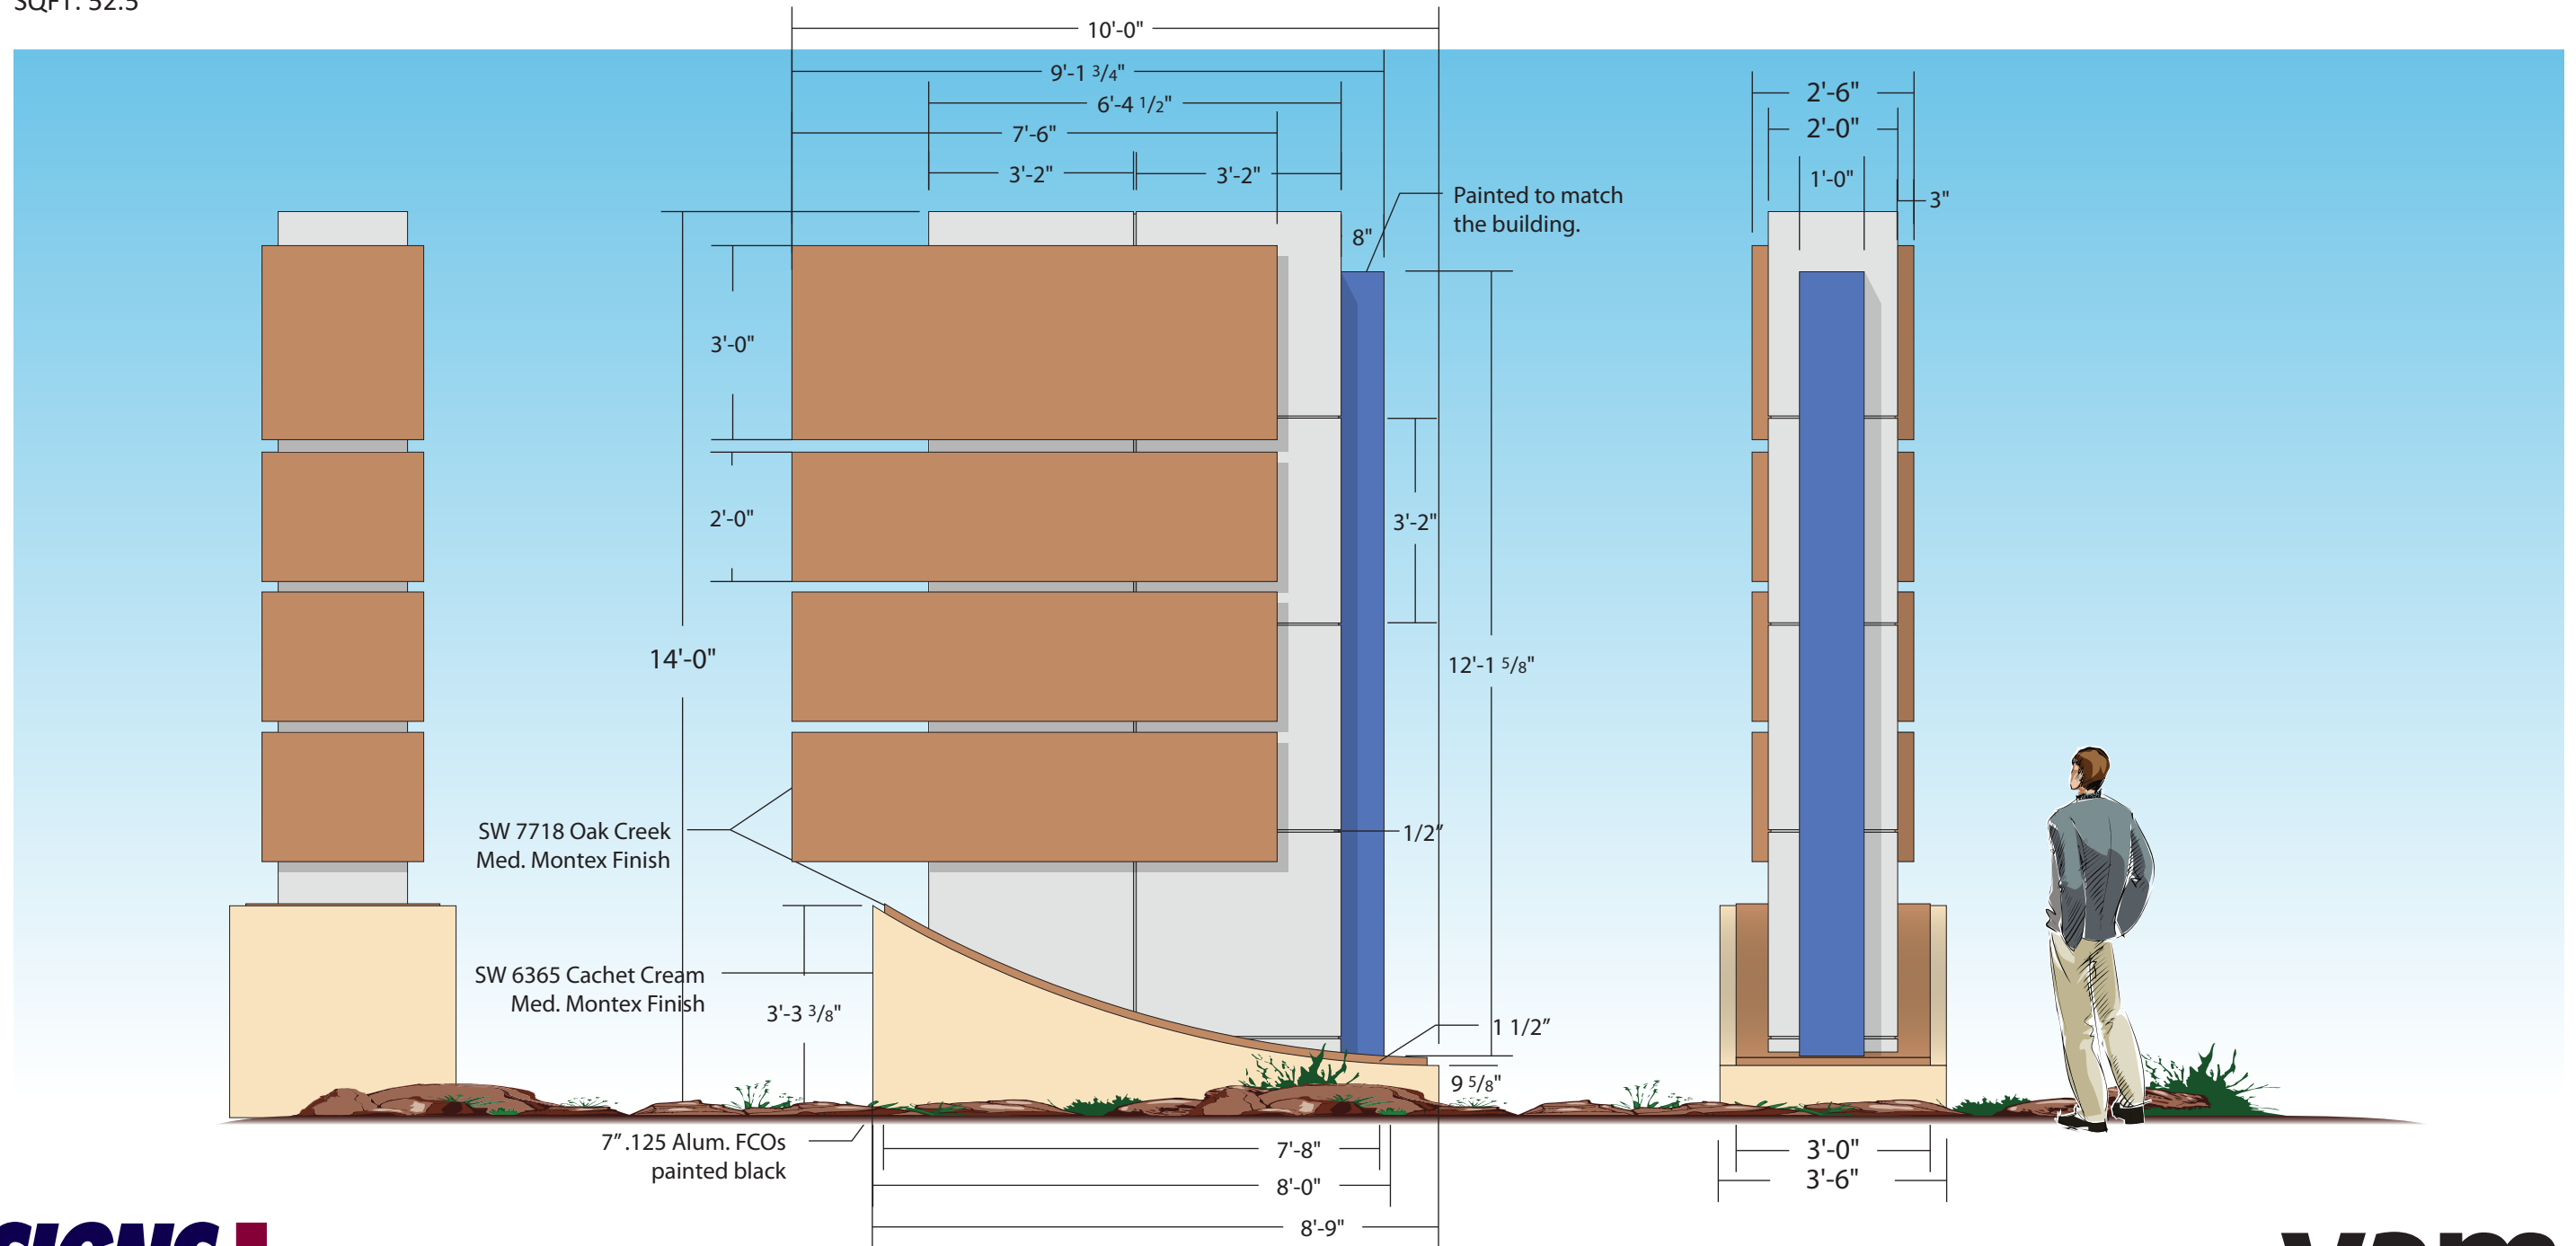 SQFT: 52.5
10'-0"
9'-1 3/4"
6'-4 1/2"
7'-6"
3'-2"
3'-2"
2'-6"
2'-0"
1'-0"
3"
Painted to match
the building.
8"
3'-0"
2'-0"
3'-2"
14'-0"
12'-1 5/8"
SW 7718 Oak Creek
Med. Montex Finish
1/2"
SW 6365 Cachet Cream
Med. Montex Finish
3'-3 3/8"
1 1/2"
9 5/8"
7" .125 Alum. FCOs
painted black
7'-8"
8'-0"
8'-9"
3'-0"
3'-6"
SIGNS